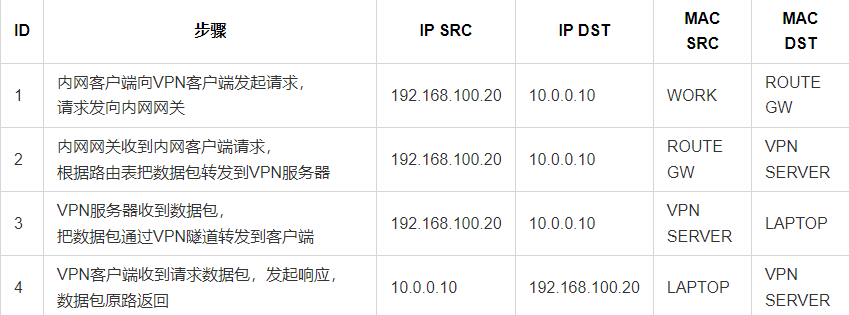 ID 步骤 IP SRC IP DST MAC SRC MAC DST
1 内网客户端向VPN客户端发起请求，
请求发向内网网关 192.168.100.20 10.0.0.10 WORK ROUTE GW
2 内网网关收到内网客户端请求，
根据路由表把数据包转发到VPN服务器 192.168.100.20 10.0.0.10 ROUTE GW VPN SERVER
3 VPN服务器收到数据包，
把数据包通过VPN隧道转发到客户端 192.168.100.20 10.0.0.10 VPN SERVER LAPTOP
4 VPN客户端收到请求数据包，发起响应，
数据包原路返回 10.0.0.10 192.168.100.20 LAPTOP VPN SERVER